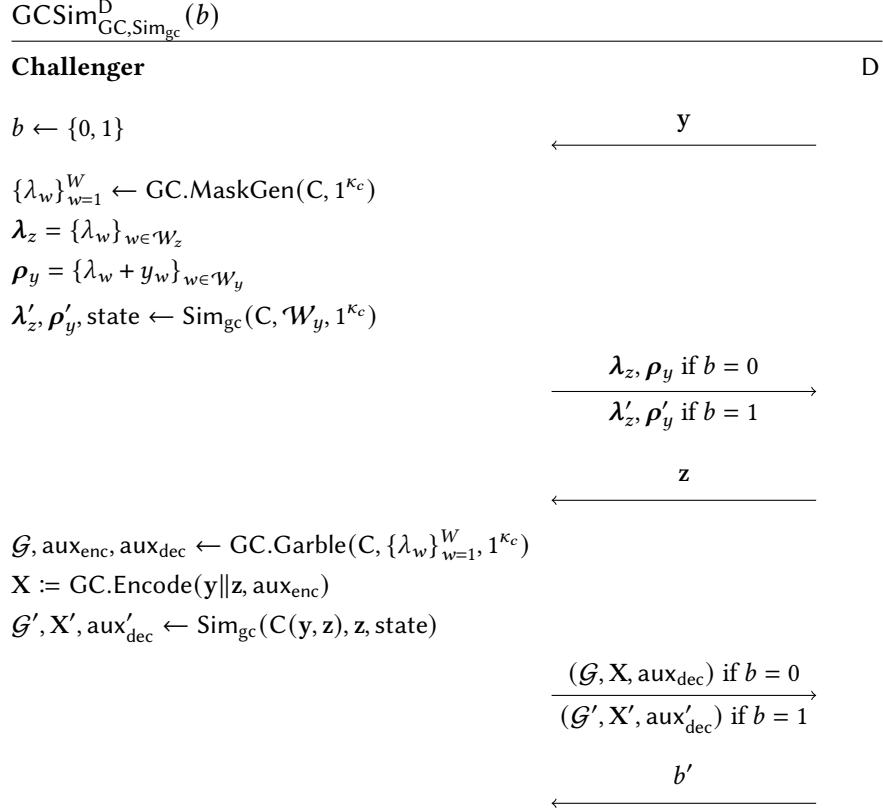 GCSim^D_{GC,Sim_gc}(b)
Challenger D
b ← {0, 1} y
{λ_w}^W_{w=1} ← GC.MaskGen(C, 1^{κ_c})
λ_z = {λ_w}_{w∈𝒲_z}
ρ_y = {λ_w + y_w}_{w∈𝒲_y}
λ′_z, ρ′_y, state ← Sim_gc(C, 𝒲_y, 1^{κ_c})
λ_z, ρ_y if b = 0
λ′_z, ρ′_y if b = 1
z
𝒢, aux_enc, aux_dec ← GC.Garble(C, {λ_w}^W_{w=1}, 1^{κ_c})
X ≔ GC.Encode(y||z, aux_enc)
𝒢′, X′, aux′_dec ← Sim_gc(C(y, z), z, state)
(𝒢, X, aux_dec) if b = 0
(𝒢′, X′, aux′_dec) if b = 1
b′